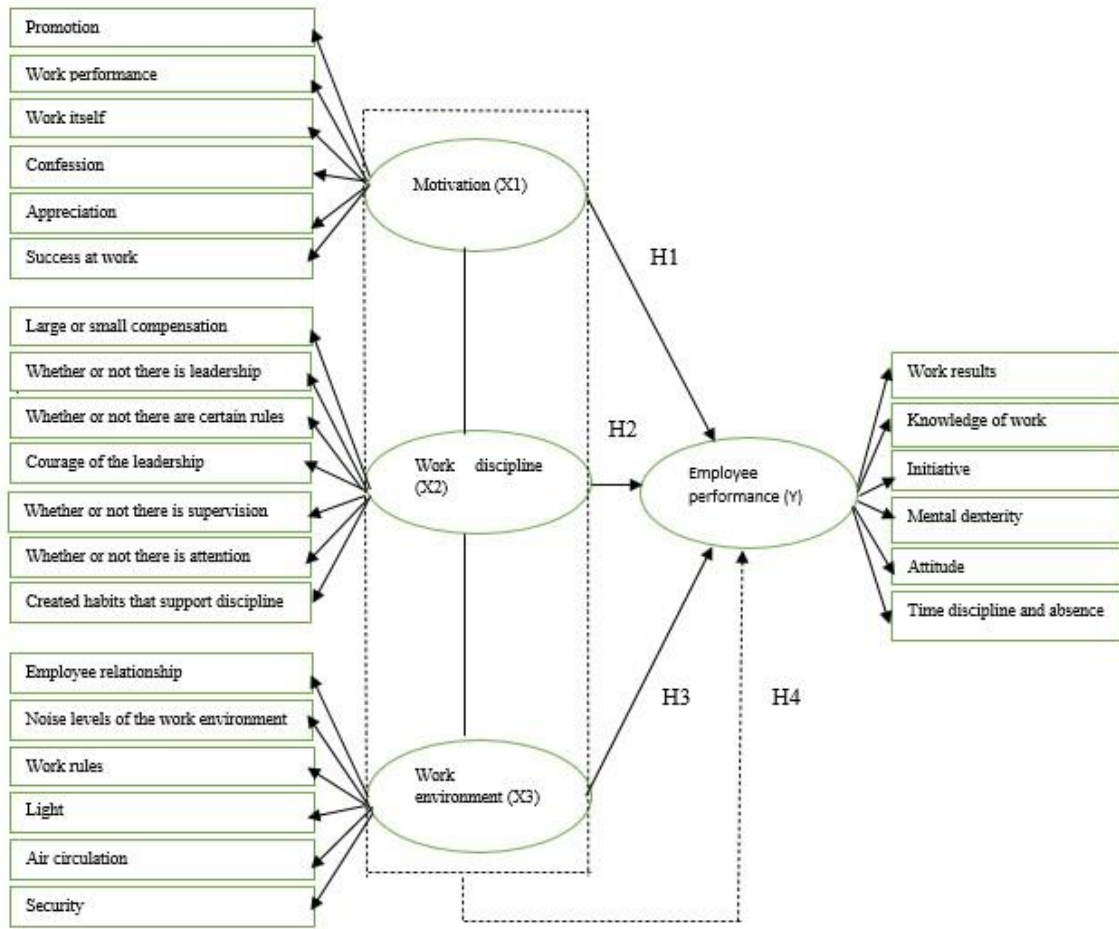 Promotion
Work performance
Work itself
Confession
Appreciation
Success at work
Motivation (X1)
H1
Large or small compensation
Whether or not there is leadership
Whether or not there are certain rules
Courage of the leadership
Whether or not there is supervision
Whether or not there is attention
Created habits that support discipline
Work discipline
(X2)
H2
Employee
performance (Y)
Work results
Knowledge of work
Initiative
Mental dexterity
Attitude
Time discipline and absence
Employee relationship
Noise levels of the work environment
Work rules
Light
Air circulation
Security
Work
environment (X3)
H3
H4